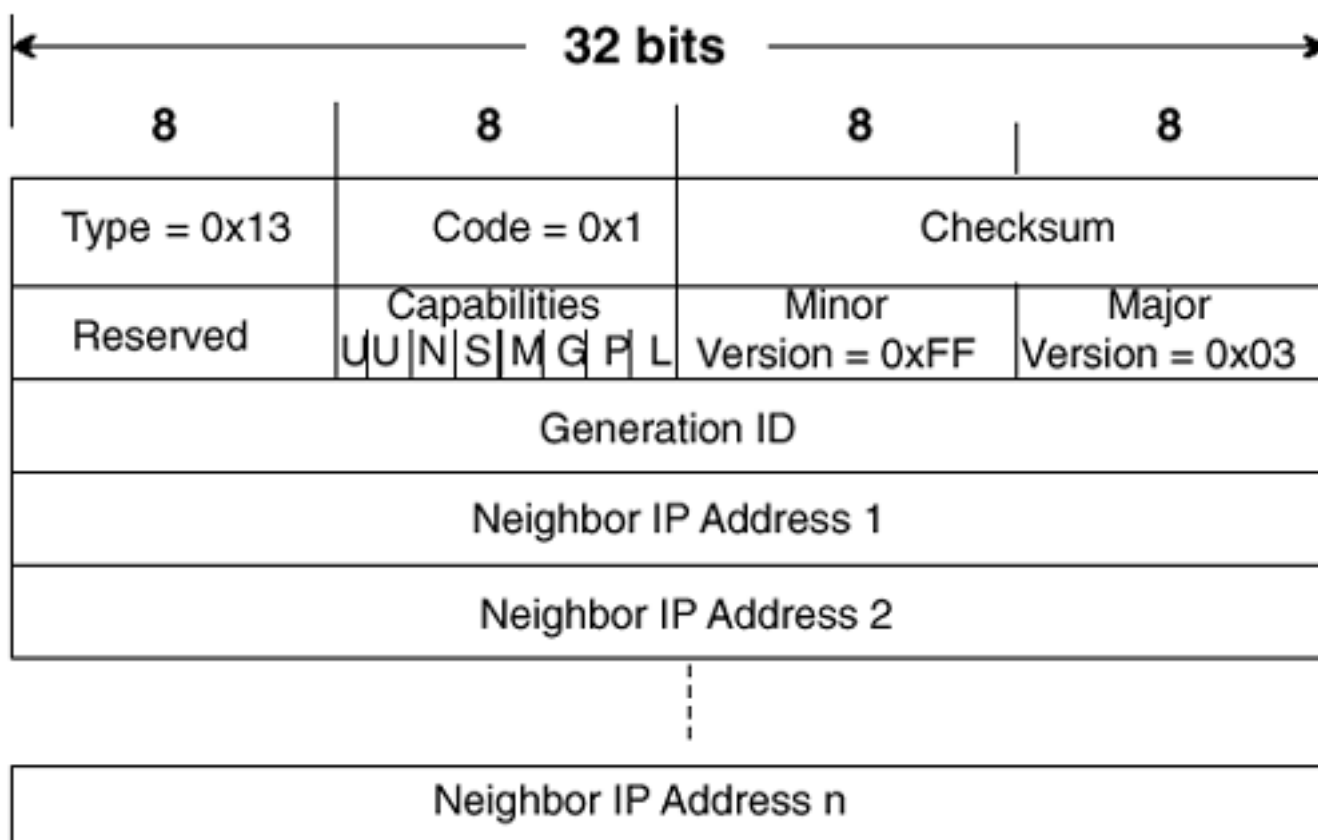 32 bits
8 8 8 8
Type = 0x13 Code = 0x1 Checksum
Reserved Capabilities Minor Major
U U N S M G P L Version = 0xFF Version = 0x03
Generation ID
Neighbor IP Address 1
Neighbor IP Address 2
Neighbor IP Address n